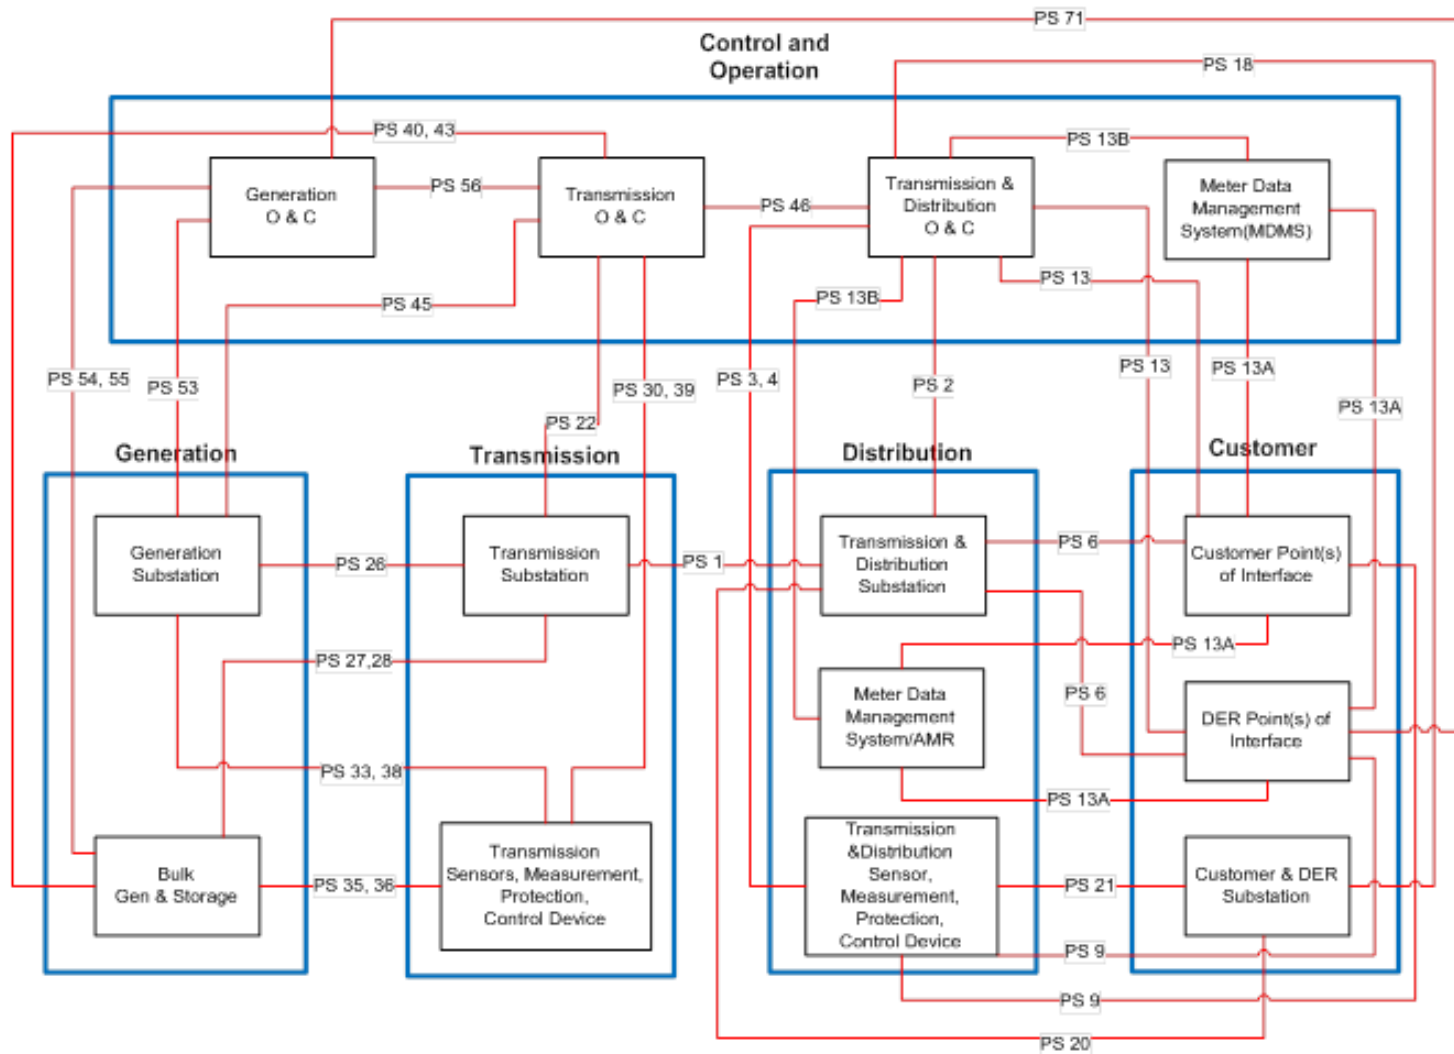 PS 71
Control and
Operation
PS 18
PS 40, 43
PS 13B
Generation
O & C
PS 56
Transmission
O & C
PS 46
Transmission &
Distribution
O & C
Meter Data
Management
System(MDMS)
PS 45
PS 13B
PS 13
PS 54, 55
PS 53
PS 30, 39
PS 3, 4
PS 2
PS 13
PS 13A
PS 13A
PS 22
Generation
Transmission
Distribution
Customer
Generation
Substation
PS 26
Transmission
Substation
PS 1
Transmission &
Distribution
Substation
PS 6
Customer Point(s)
of Interface
PS 27,28
PS 13A
PS 6
Meter Data
Management
System/AMR
DER Point(s) of
Interface
PS 33, 38
PS 13A
Bulk
Gen & Storage
PS 35, 36
Transmission
Sensors, Measurement,
Protection,
Control Device
Transmission
&Distribution
Sensor,
Measurement,
Protection,
Control Device
PS 21
Customer & DER
Substation
PS 9
PS 9
PS 20